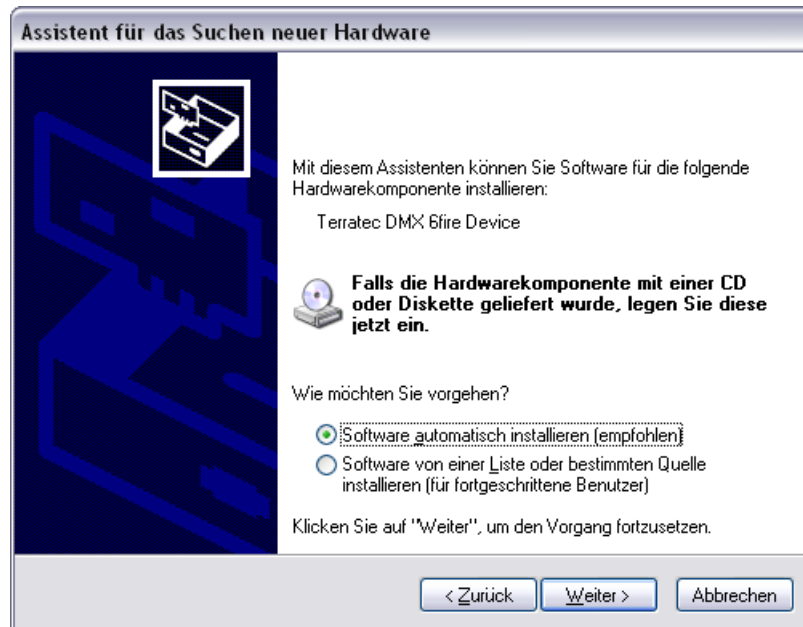 Assistent für das Suchen neuer Hardware
Mit diesem Assistenten können Sie Software für die folgende
Hardwarekomponente installieren:
Terratec DMX 6fire Device
Falls die Hardwarekomponente mit einer CD
oder Diskette geliefert wurde, legen Sie diese
jetzt ein.
Wie möchten Sie vorgehen?
Software automatisch installieren (empfohlen)
Software von einer Liste oder bestimmten Quelle
installieren (für fortgeschrittene Benutzer)
Klicken Sie auf "Weiter", um den Vorgang fortzusetzen.
< Zurück Weiter > Abbrechen